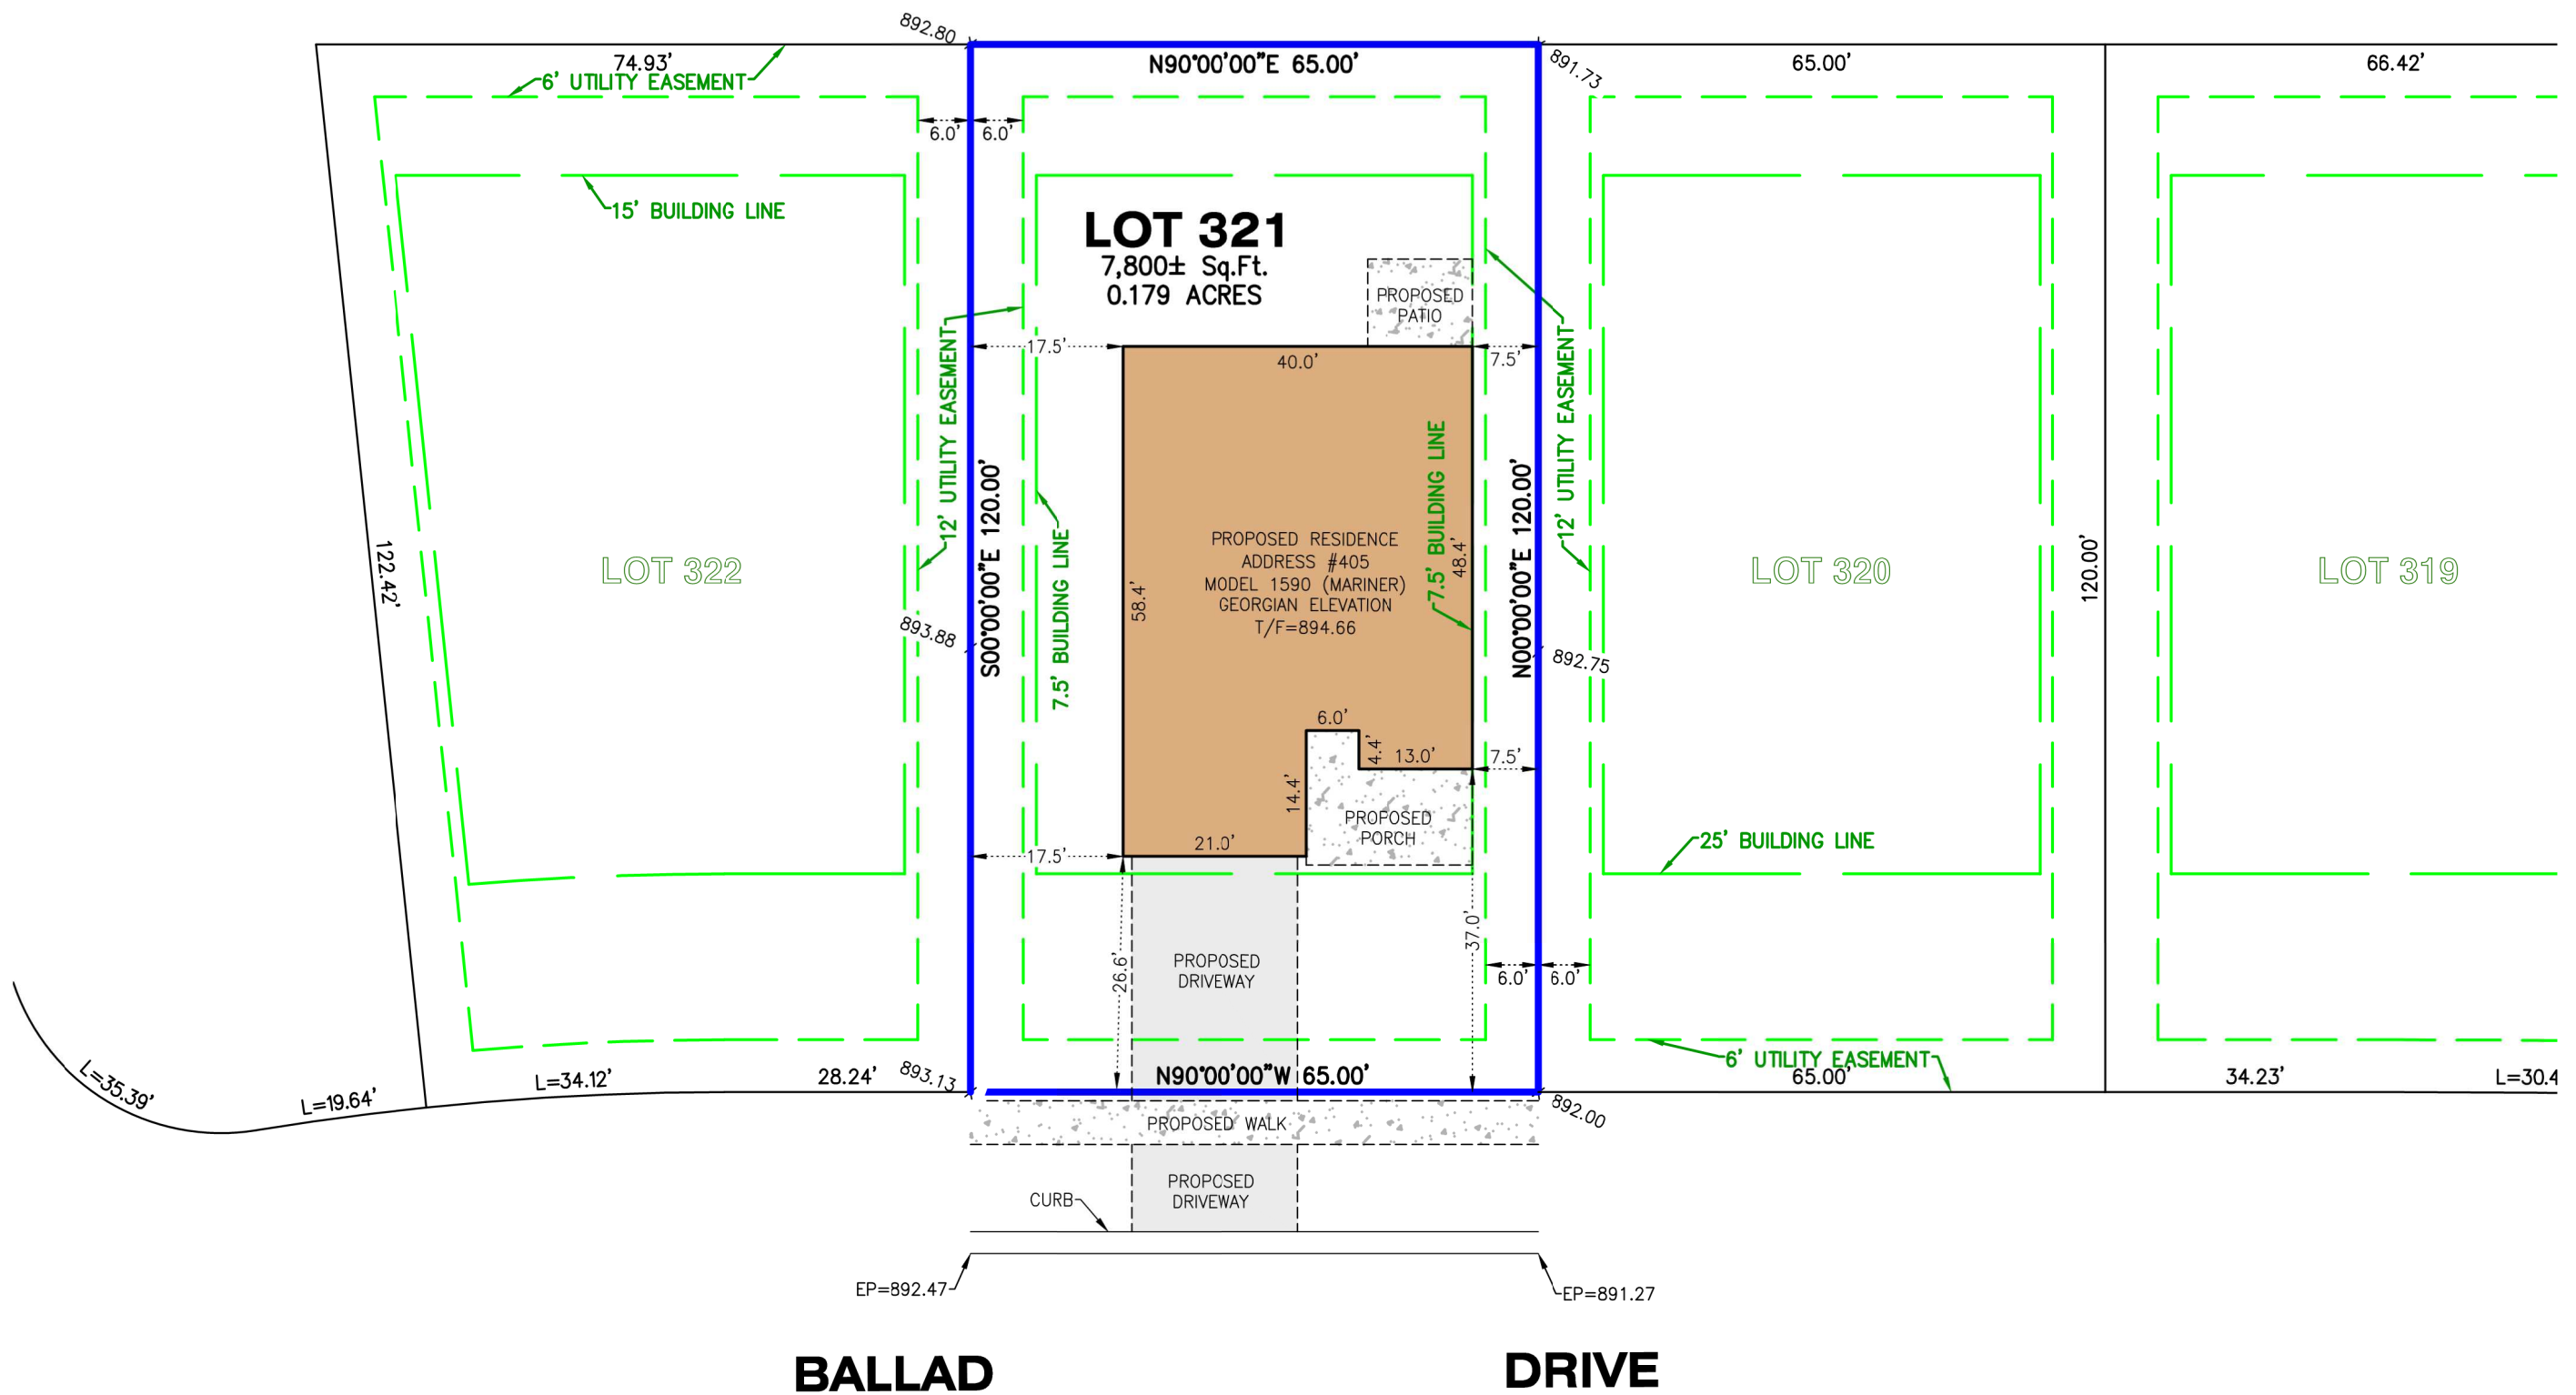 892.80
74.93'
N90°00'00"E 65.00'
891.73
65.00'
66.42'
6' UTILITY EASEMENT
6.0'
6.0'
15' BUILDING LINE
LOT 321
7,800± Sq.Ft.
0.179 ACRES
PROPOSED
PATIO
17.5'
40.0'
7.5'
12' UTILITY EASEMENT
12' UTILITY EASEMENT
7.5' BUILDING LINE
S00°00'00"E 120.00'
N00°00'00"E 120.00'
122.42'
LOT 322
7.5' BUILDING LINE
58.4'
PROPOSED RESIDENCE
ADDRESS #405
MODEL 1590 (MARINER)
GEORGIAN ELEVATION
T/F=894.66
48.4'
LOT 320
120.00'
LOT 319
893.88
892.75
6.0'
4.4'
13.0'
7.5'
14.4'
PROPOSED
PORCH
21.0'
17.5'
25' BUILDING LINE
26.6'
PROPOSED
DRIVEWAY
37.0'
6.0'
6.0'
L=35.39'
L=19.64'
L=34.12'
28.24'
893.13
N90°00'00"W 65.00'
892.00
6' UTILITY EASEMENT
65.00'
34.23'
L=30.4
PROPOSED WALK
PROPOSED
DRIVEWAY
CURB
EP=892.47
EP=891.27
BALLAD DRIVE